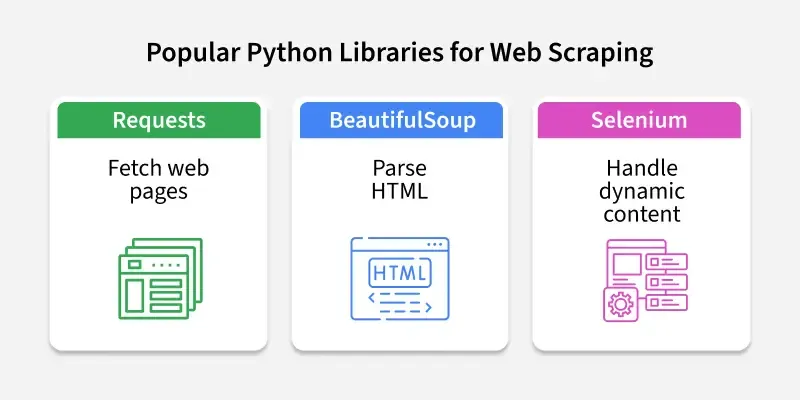 Popular Python Libraries for Web Scraping
Requests
Fetch web
pages
BeautifulSoup
Parse
HTML
HTML
Selenium
Handle
dynamic
content